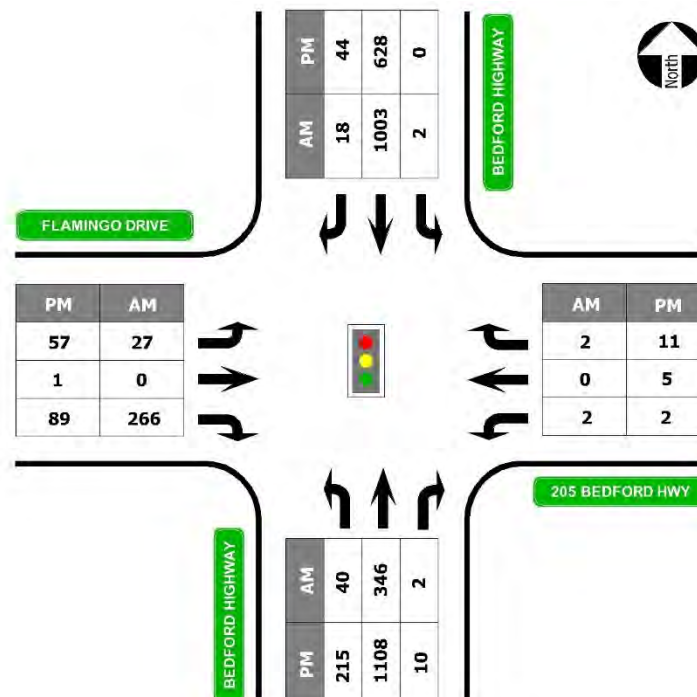 PM 44 628 0
AM 18 1003 2
BEDFORD HIGHWAY
North
FLAMINGO DRIVE
PM AM
57 27
1 0
89 266
AM PM
2 11
0 5
2 2
205 BEDFORD HWY
BEDFORD HIGHWAY
AM 40 346 2
PM 215 1108 10